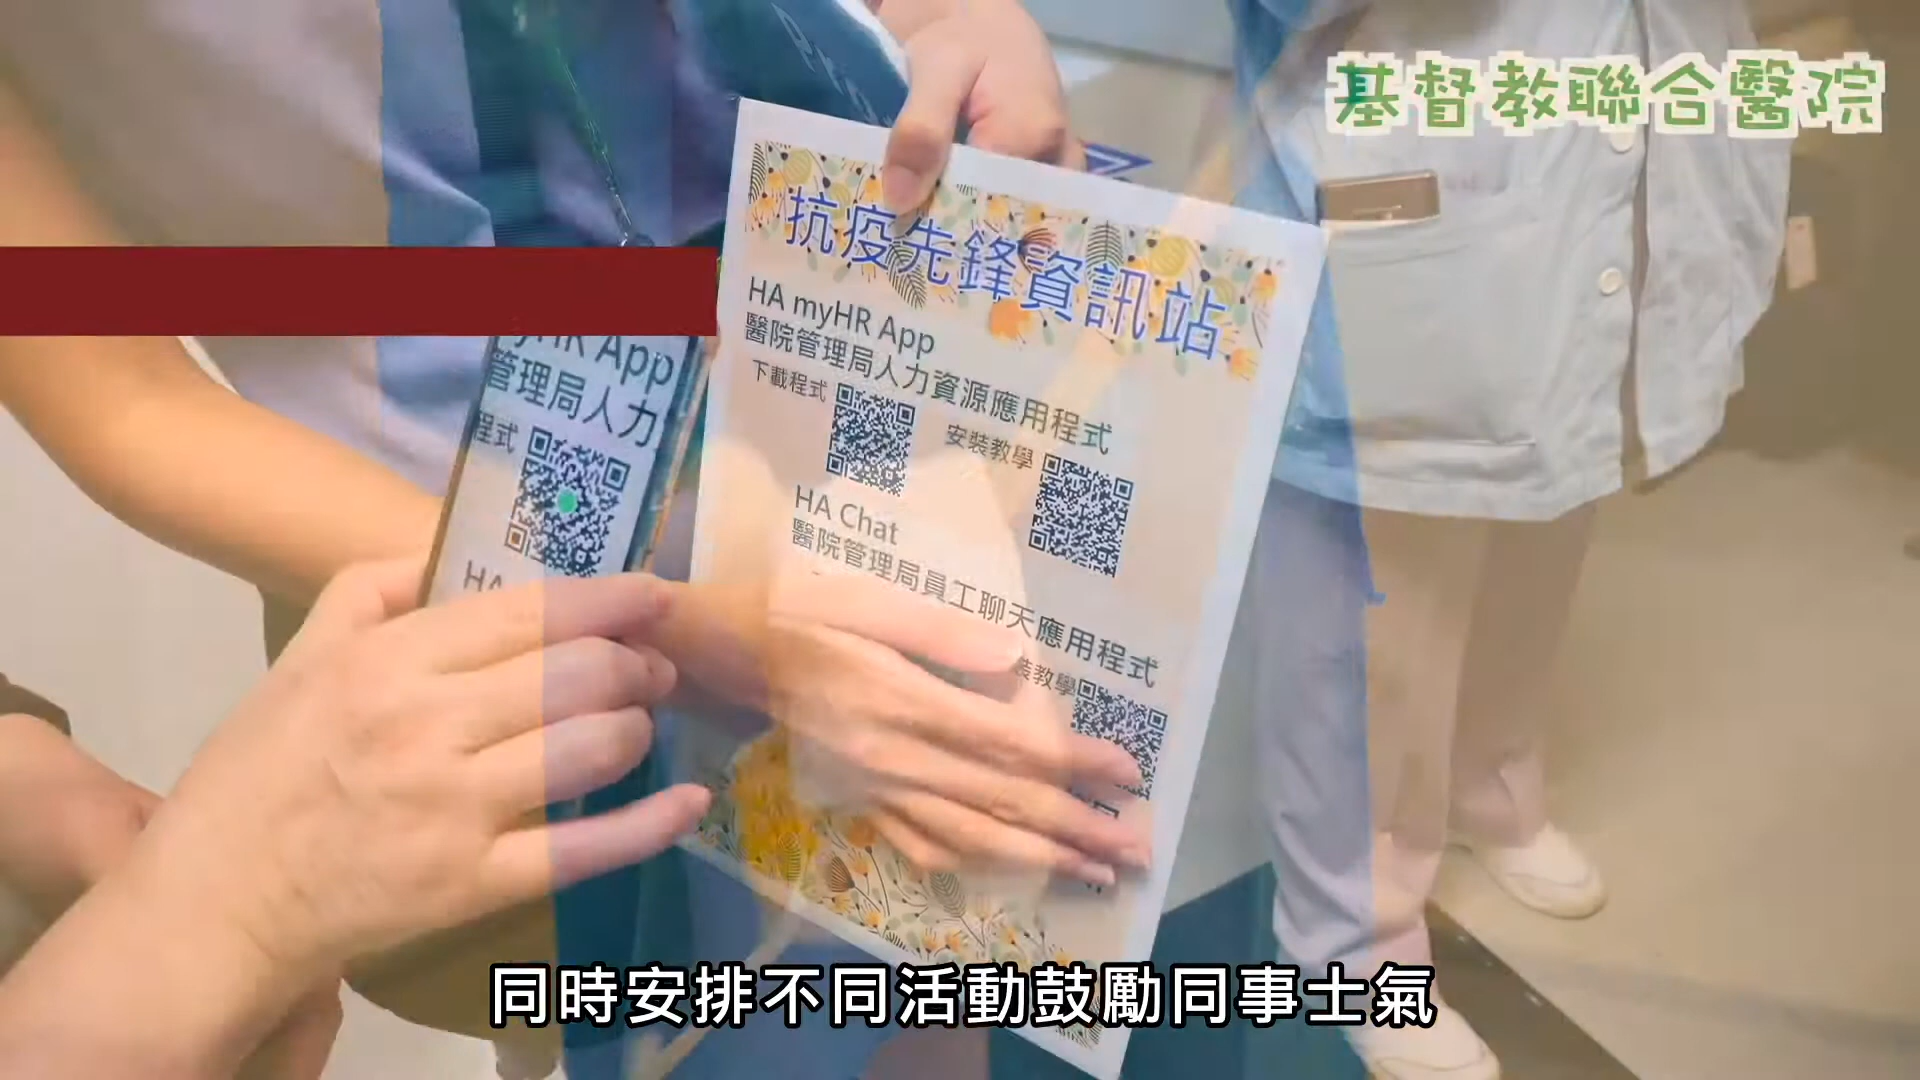 基督教聯合醫院
抗疫先鋒資訊站
HA myHR App
醫院管理局人力資源應用程式
下載程式
安裝教學
HA Chat
醫院管理局員工聊天應用程式
裝教學
HR App
管理局人力
程式
HA
同時安排不同活動鼓勵同事士氣